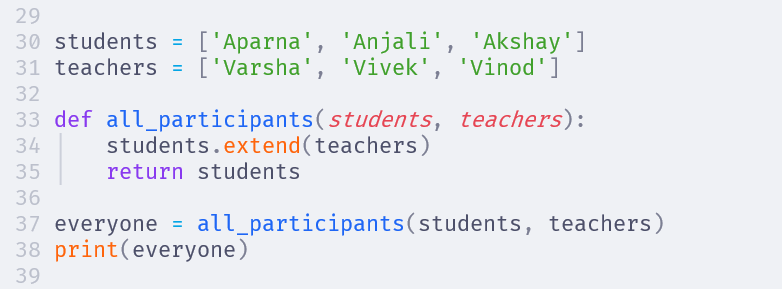 29
30 students = ['Aparna', 'Anjali', 'Akshay']
31 teachers = ['Varsha', 'Vivek', 'Vinod']
32
33 def all_participants(students, teachers):
34     students.extend(teachers)
35     return students
36
37 everyone = all_participants(students, teachers)
38 print(everyone)
39